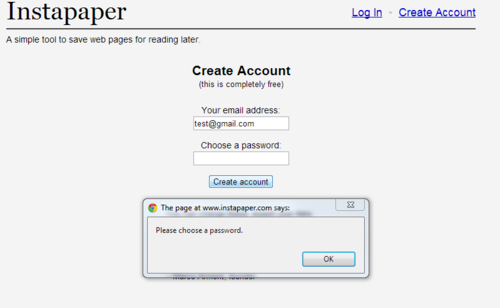 Instapaper
Log In • Create Account
A simple tool to save web pages for reading later.
Create Account
(this is completely free)
Your email address:
test@gmail.com
Choose a password:
Create account
The page at www.instapaper.com says:
Please choose a password.
OK